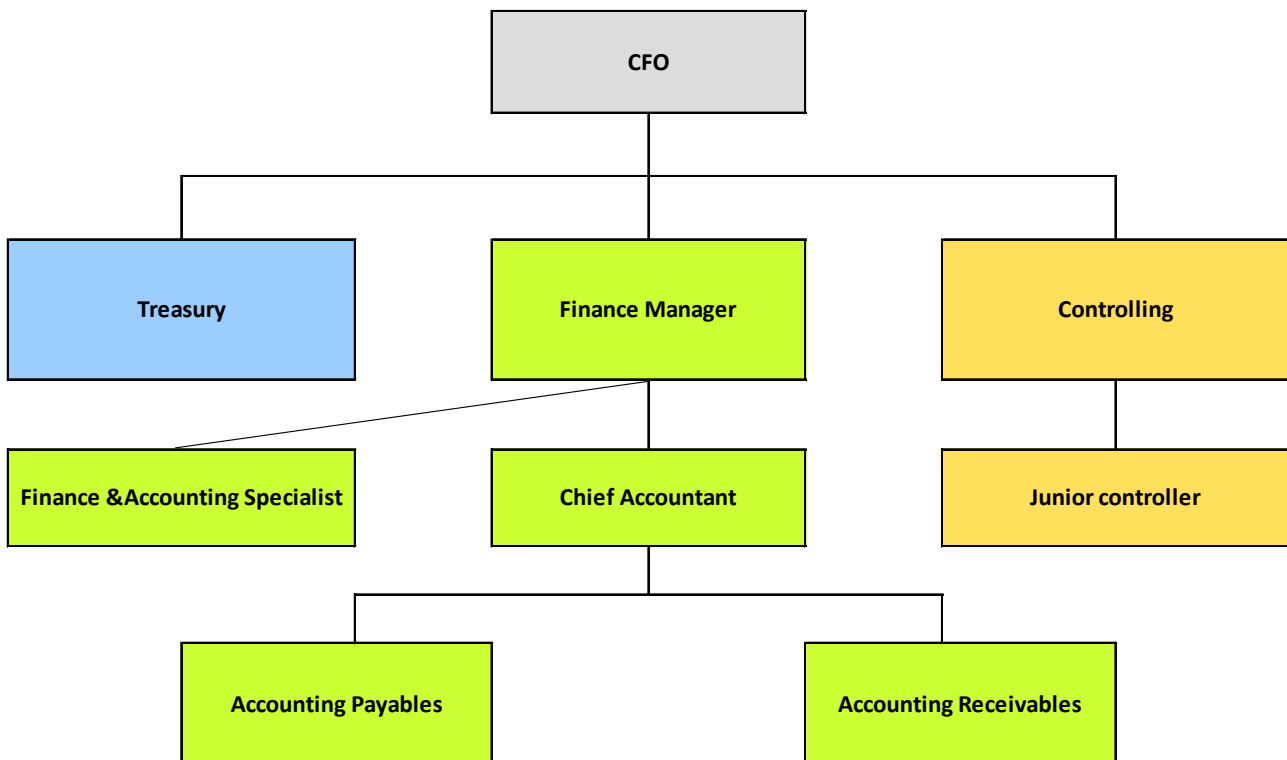 CFO
Treasury
Finance Manager
Controlling
Finance &Accounting Specialist
Chief Accountant
Junior controller
Accounting Payables
Accounting Receivables